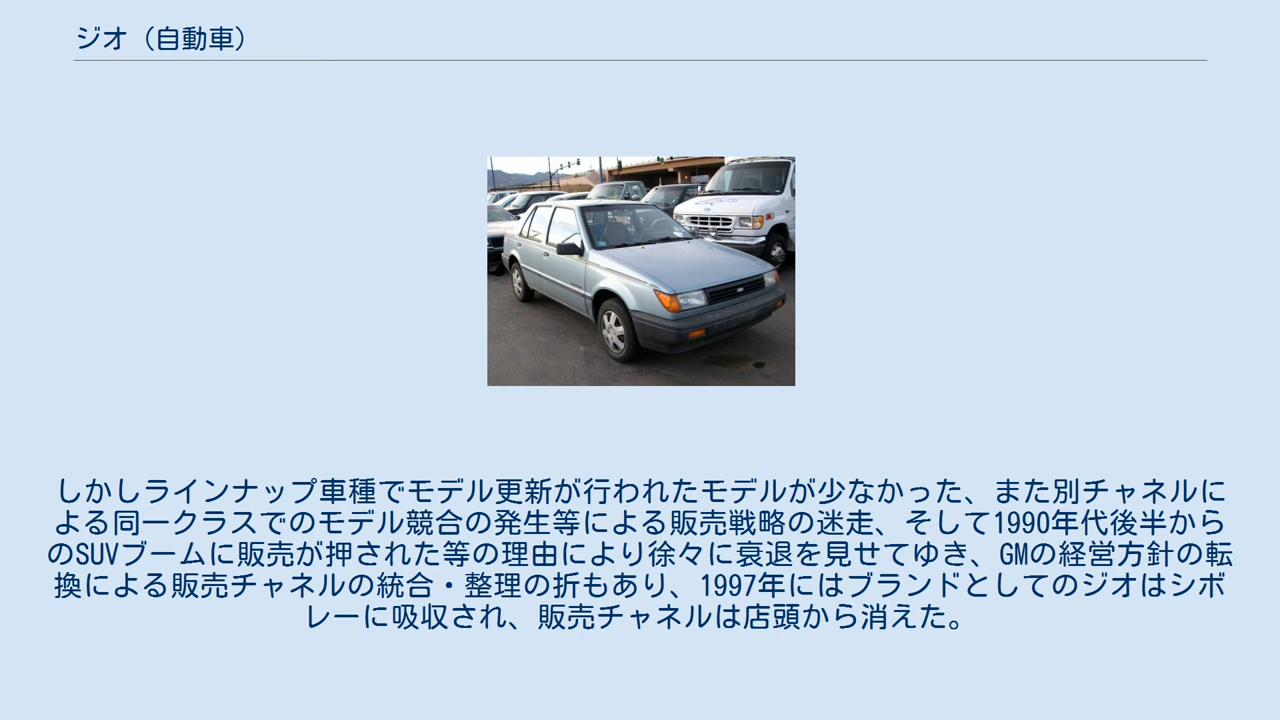 ジオ（自動車）
しかしラインナップ車種でモデル更新が行われたモデルが少なかった、また別チャネルに
よる同一クラスでのモデル競合の発生等による販売戦略の迷走、そして1990年代後半から
のSUVブームに販売が押された等の理由により徐々に衰退を見せてゆき、GMの経営方針の転
換による販売チャネルの統合・整理の折もあり、1997年にはブランドとしてのジオはシボ
レーに吸収され、販売チャネルは店頭から消えた。